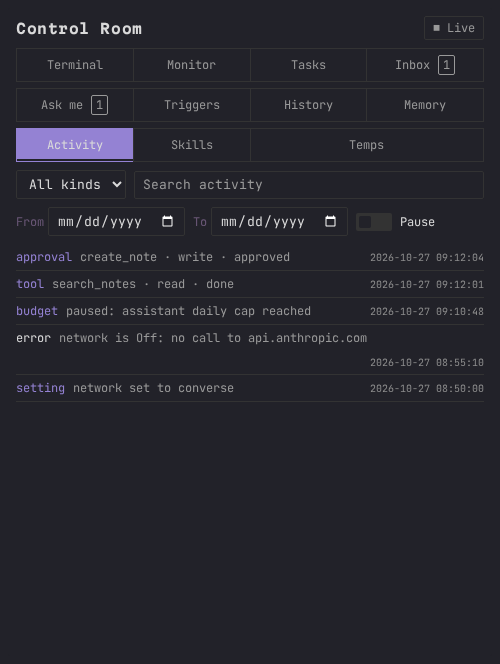 Control Room
Live
Terminal Monitor Tasks Inbox 1
Ask me 1 Triggers History Memory
Activity Skills Temps
All kinds Search activity
From mm/dd/yyyy To mm/dd/yyyy Pause
approval create_note · write · approved 2026-10-27 09:12:04
tool search_notes · read · done 2026-10-27 09:12:01
budget paused: assistant daily cap reached 2026-10-27 09:10:48
error network is Off: no call to api.anthropic.com
2026-10-27 08:55:10
setting network set to converse 2026-10-27 08:50:00